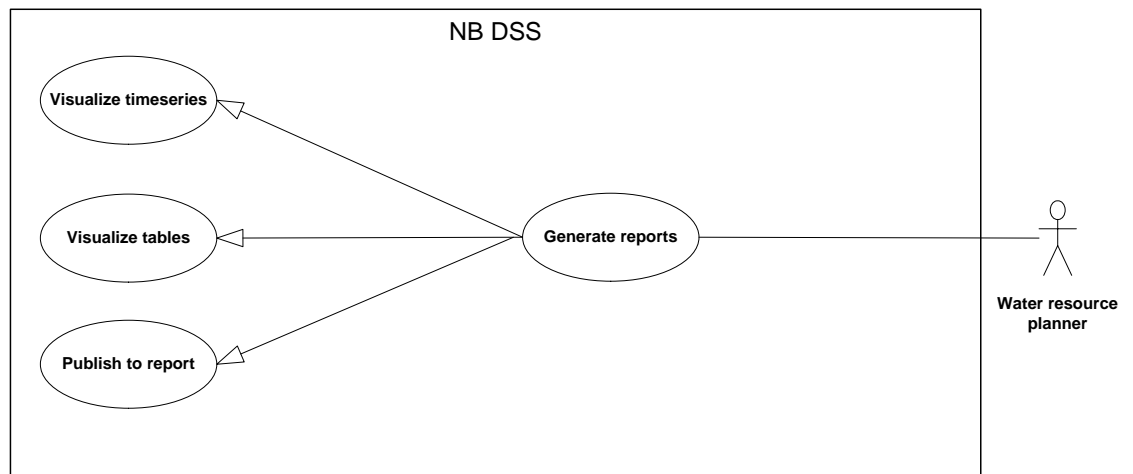 NB DSS
Visualize timeseries
Visualize tables
Generate reports
Publish to report
Water resource
planner